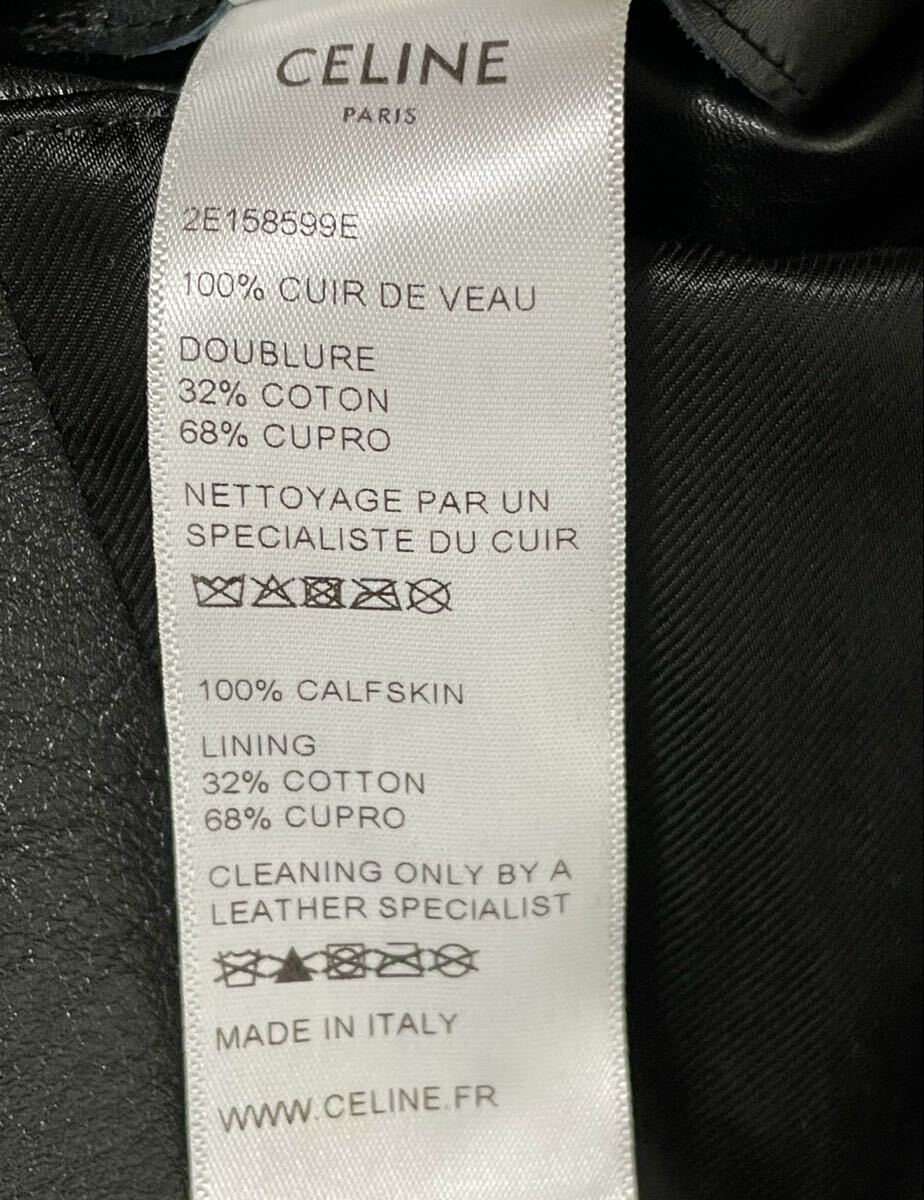 CELINE
PARIS
2E158599E
100% CUIR DE VEAU
DOUBLURE
32% COTON
68% CUPRO
NETTOYAGE PAR UN
SPECIALISTE DU CUIR
100% CALFSKIN
LINING
32% COTTON
68% CUPRO
CLEANING ONLY BY A
LEATHER SPECIALIST
MADE IN ITALY
WWW.CELINE.FR